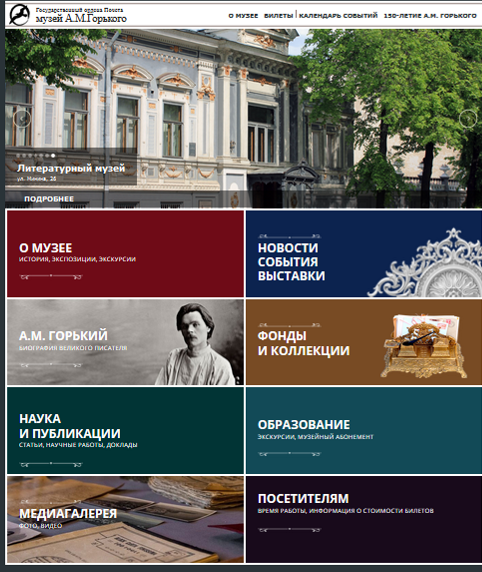 Государственный ордена Почета
музей А.М.Горького
О МУЗЕЕ БИЛЕТЫ КАЛЕНДАРЬ СОБЫТИЙ 150-ЛЕТИЕ А.М. ГОРЬКОГО
Литературный музей
ул. Минина, 26
ПОДРОБНЕЕ
О МУЗЕЕ
ИСТОРИЯ, ЭКСПОЗИЦИИ, ЭКСКУРСИИ
НОВОСТИ
СОБЫТИЯ
ВЫСТАВКИ
А.М. ГОРЬКИЙ
БИОГРАФИЯ ВЕЛИКОГО ПИСАТЕЛЯ
ФОНДЫ
И КОЛЛЕКЦИИ
НАУКА
И ПУБЛИКАЦИИ
СТАТЬИ, НАУЧНЫЕ РАБОТЫ, ДОКЛАДЫ
ОБРАЗОВАНИЕ
ЭКСКУРСИИ, МУЗЕЙНЫЙ АБОНЕМЕНТ
МЕДИАГАЛЕРЕЯ
ФОТО, ВИДЕО
ПОСЕТИТЕЛЯМ
ВРЕМЯ РАБОТЫ, ИНФОРМАЦИЯ О СТОИМОСТИ БИЛЕТОВ